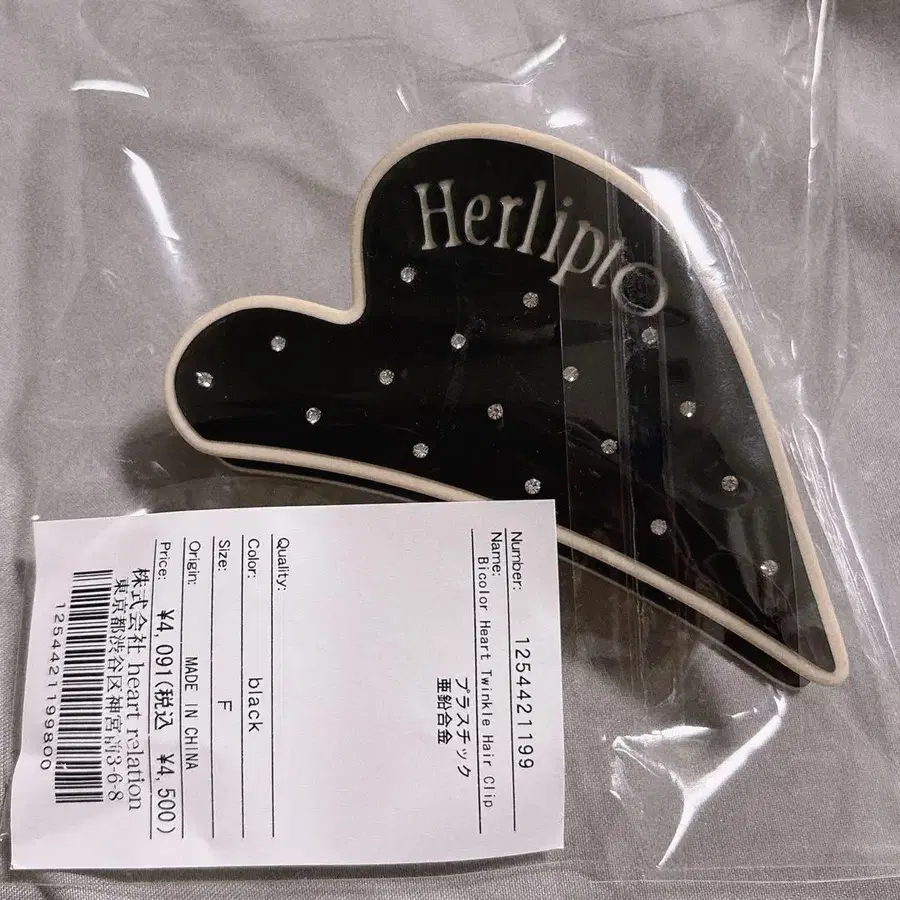 Herlipto
Number: 1254421199
Name: Bicolor Heart Twinkle Hair Clip
プラスチック
亜鉛合金
Quality:
Color: black
Size: F
Origin: MADE IN CHINA
Price: ¥4,091(税込 ¥4,500)
株式会社 heart relation
東京都渋谷区神宮前3-6-8
125442119980​0